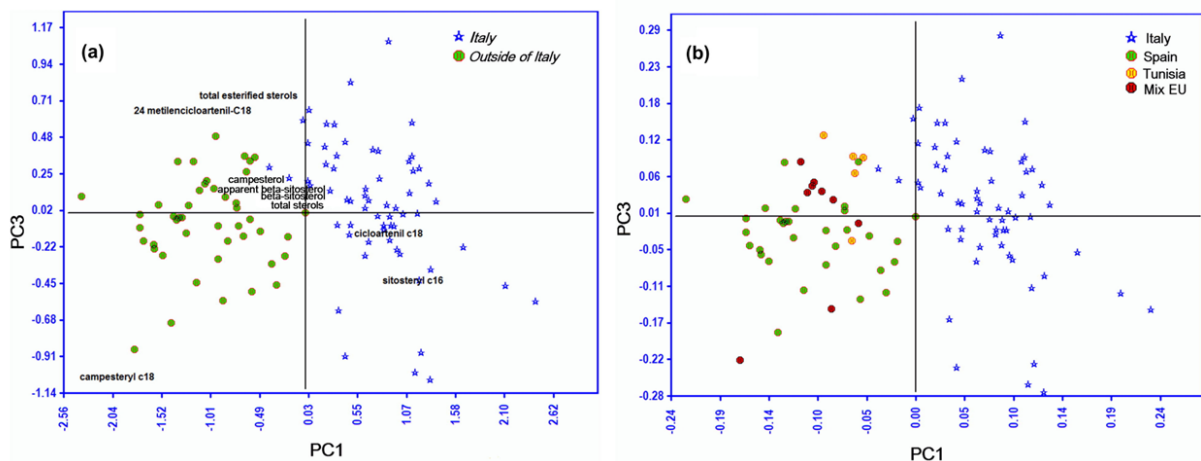 (a)
Italy
Outside of Italy
1.17
0.94
0.71
0.48
0.25
0.02
-0.22
-0.45
-0.68
-0.91
-1.14
PC3
total esterified sterols
24 metilencicloartenil-C18
campesterol
apparent beta-sitosterol
beta-sitosterol
total sterols
cicloartenil c18
sitosteryl c16
campesteryl c18
-2.56
-2.04
-1.52
-1.01
-0.49
0.03
0.55
1.07
1.58
2.10
2.62
PC1
(b)
Italy
Spain
Tunisia
Mix EU
0.29
0.23
0.18
0.12
0.06
0.01
-0.05
-0.11
-0.17
-0.22
-0.28
PC3
-0.24
-0.19
-0.14
-0.10
-0.05
0.00
0.05
0.10
0.14
0.19
0.24
PC1